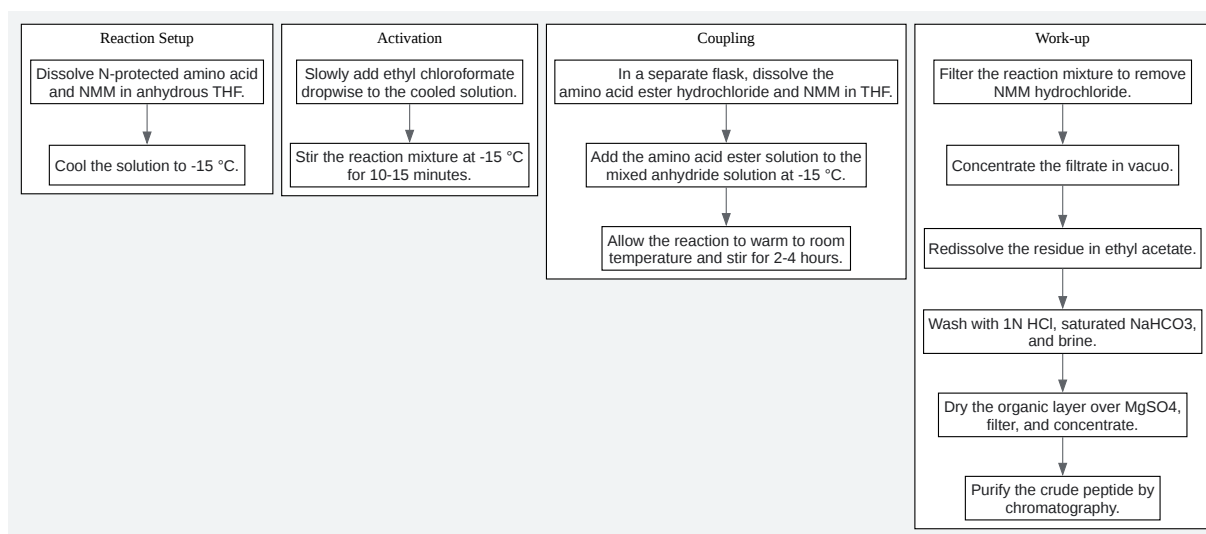 Reaction Setup
Dissolve N-protected amino acid
and NMM in anhydrous THF.
Cool the solution to -15 °C.
Activation
Slowly add ethyl chloroformate
dropwise to the cooled solution.
Stir the reaction mixture at -15 °C
for 10-15 minutes.
Coupling
In a separate flask, dissolve the
amino acid ester hydrochloride and NMM in THF.
Add the amino acid ester solution to the
mixed anhydride solution at -15 °C.
Allow the reaction to warm to room
temperature and stir for 2-4 hours.
Work-up
Filter the reaction mixture to remove
NMM hydrochloride.
Concentrate the filtrate in vacuo.
Redissolve the residue in ethyl acetate.
Wash with 1N HCl, saturated NaHCO3,
and brine.
Dry the organic layer over MgSO4,
filter, and concentrate.
Purify the crude peptide by
chromatography.